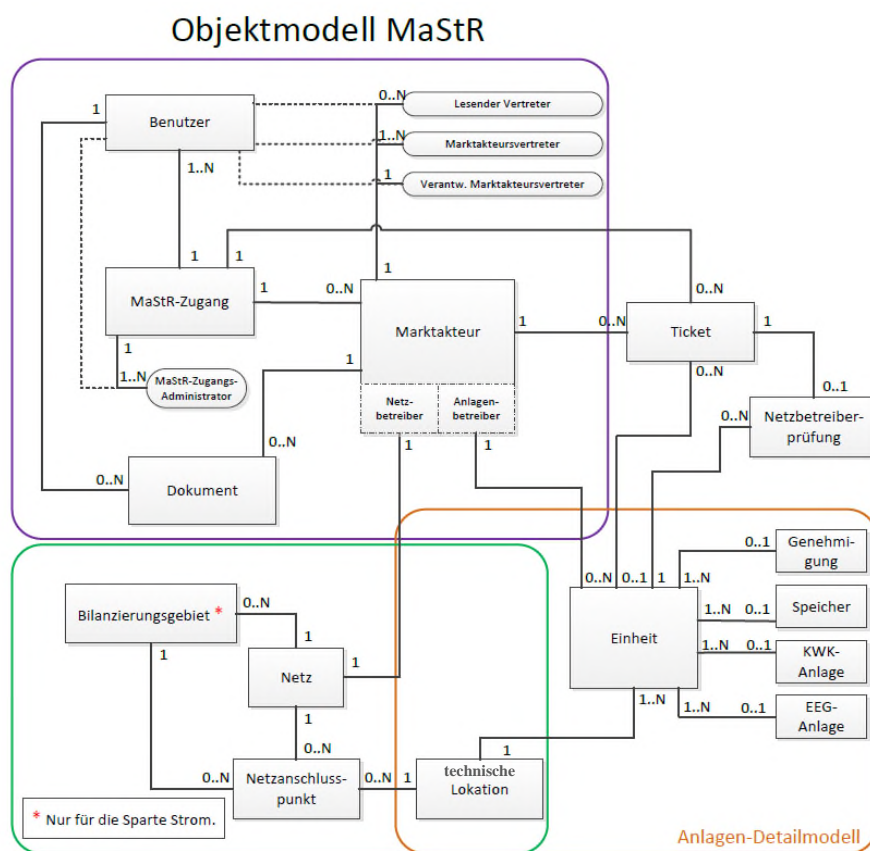 Objektmodell MaStR
0..N
Lesender Vertreter
1
Benutzer
1..N
Marktakteursvertreter
1..N
1
Verantw. Marktakteursvertreter
1
1
1
MaStR-Zugang
1
0..N
0..N
Marktakteur
1
0..N
Ticket
1
1
1
0..N
1..N
MaStR-Zugangs-
Administrator
0..1
Netz-
betreiber
Anlagen-
betreiber
0..N
Netzbetreiber-
prüfung
0..N
1
1
0..N
Dokument
0..1
Genehmi-
gung
0..N
0..1
1
1..N
Bilanzierungsgebiet *
0..N
1..N
0..1
Speicher
Einheit
1
1
1
1..N
0..1
KWK-
Anlage
Netz
1..N
1..N
0..1
EEG-
Anlage
1
0..N
1
0..N
Netzanschluss-
punkt
0..N
1
technische
Lokation
* Nur für die Sparte Strom.
Anlagen-Detailmodell